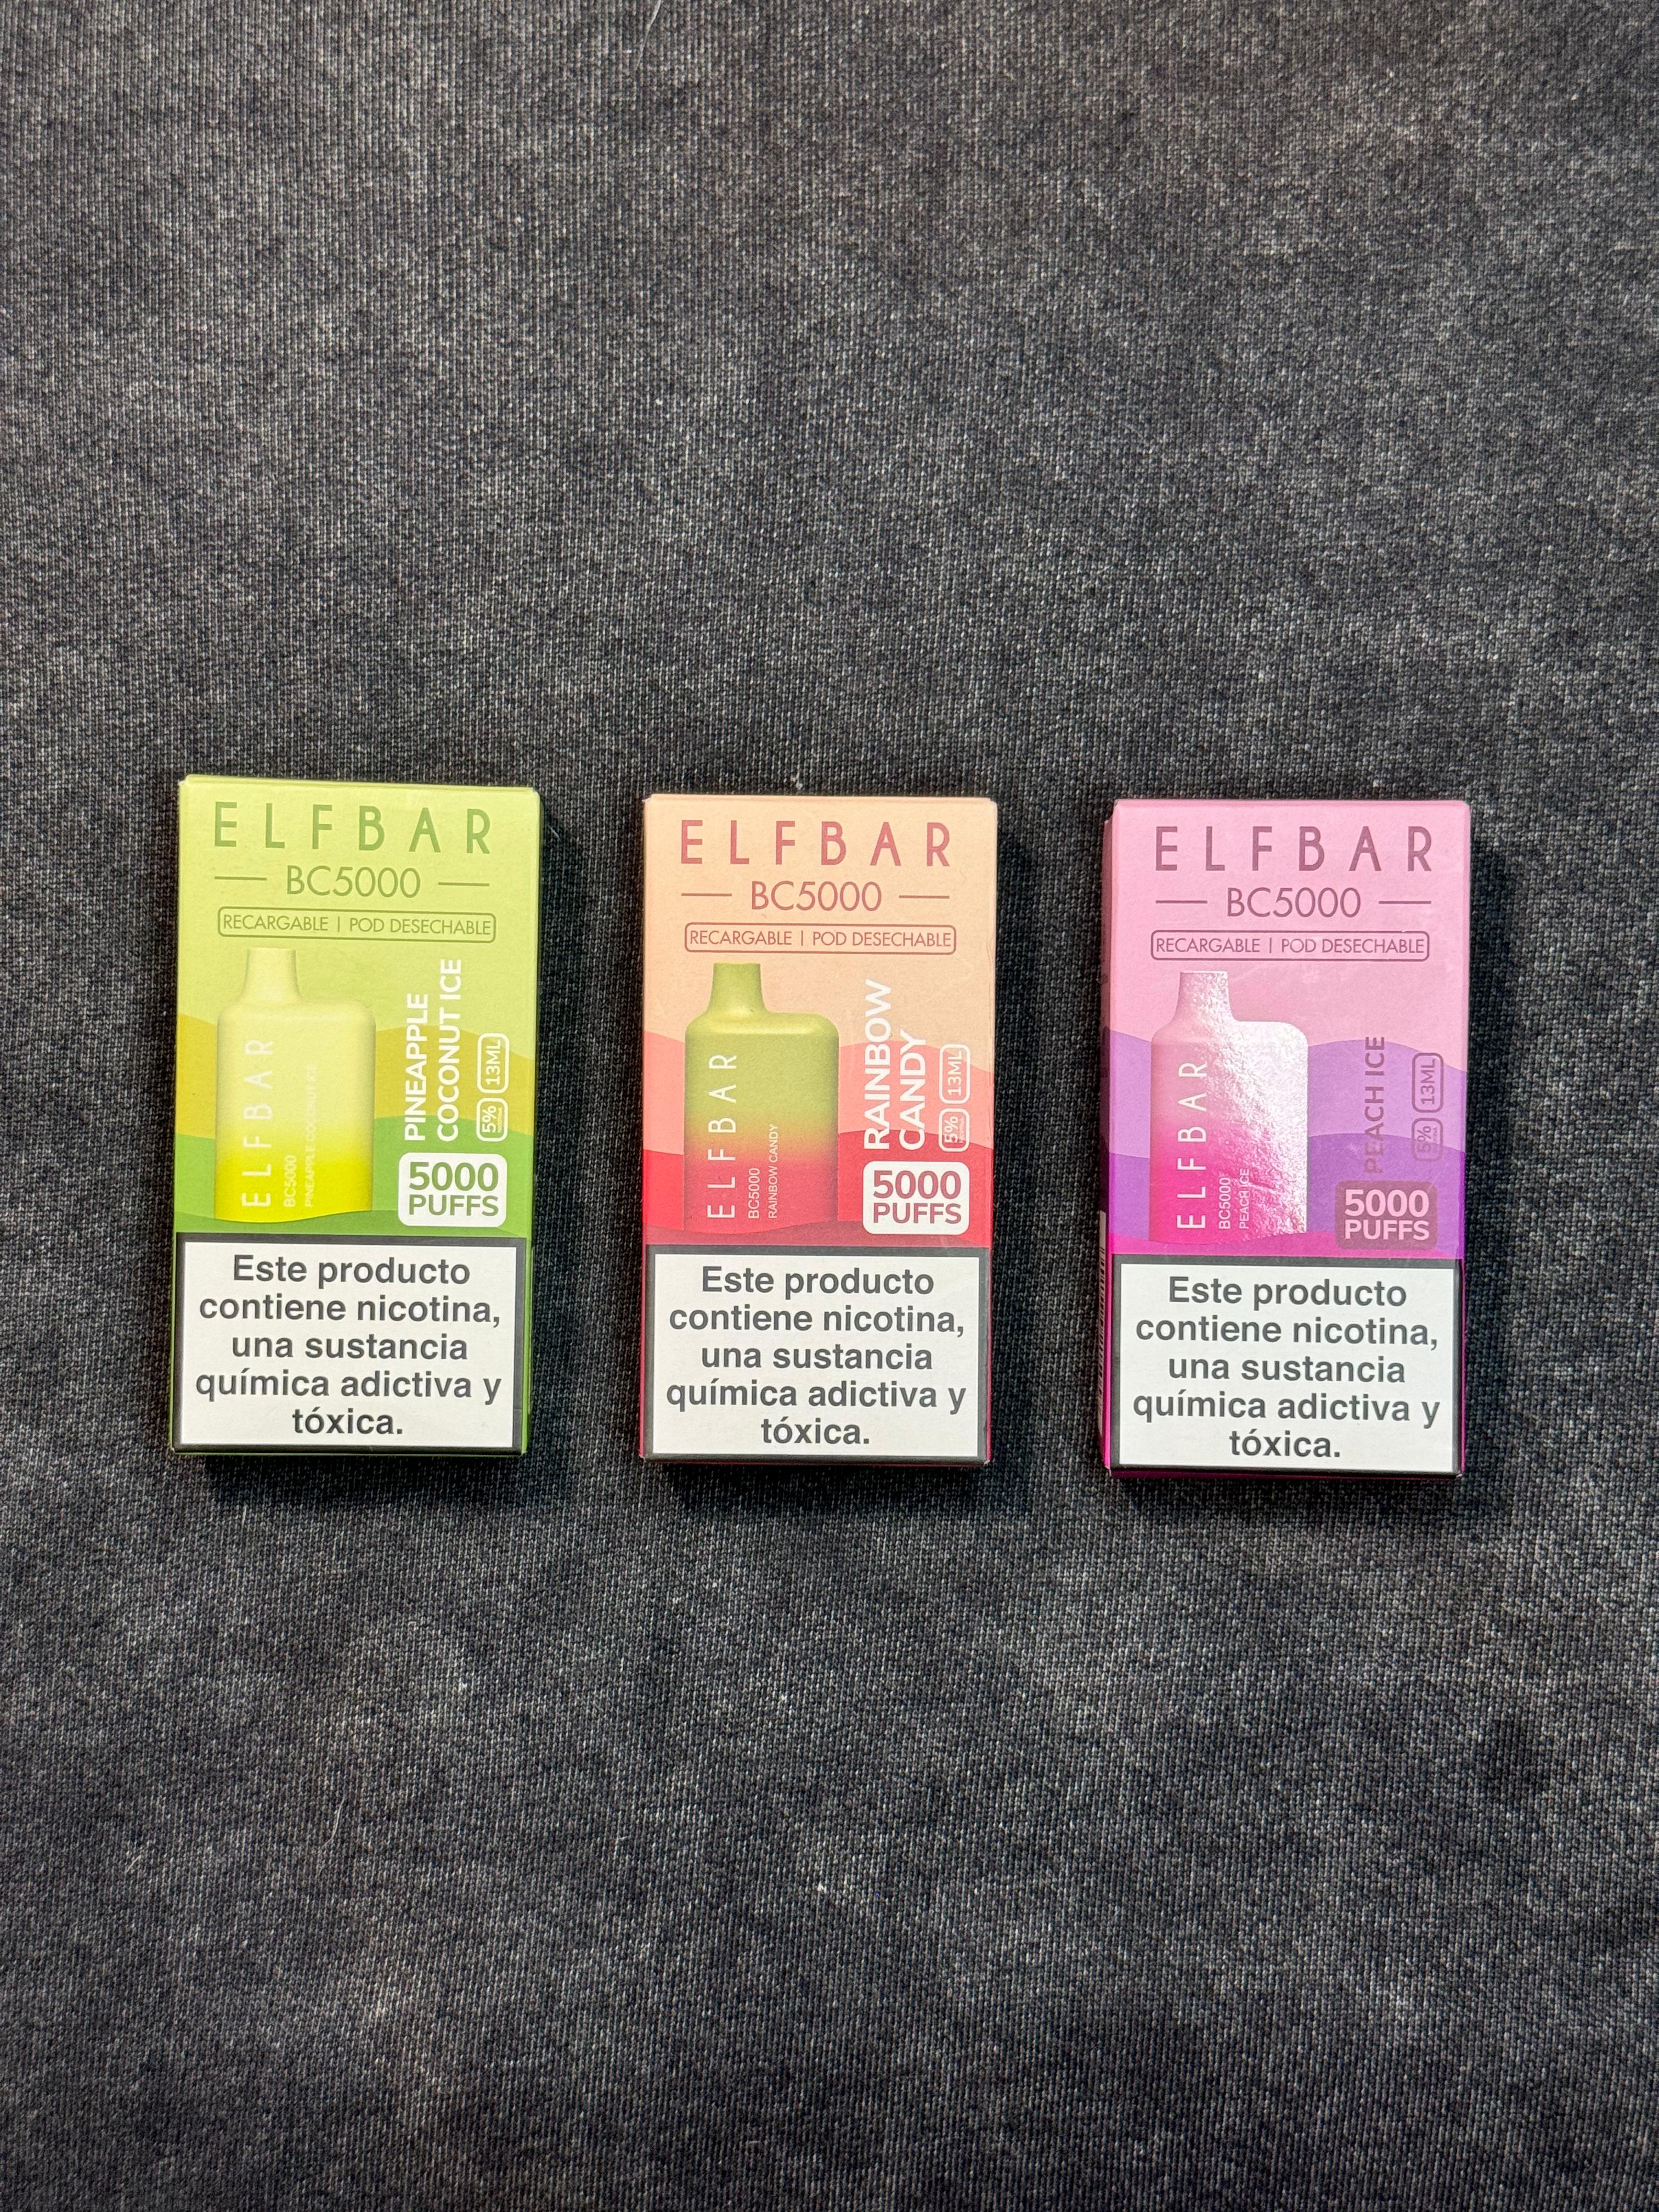 ELFBAR
BC5000
RECARGABLE | POD DESECHABLE
ELFBAR
BC5000
PINEAPPLE COCONUT ICE
PINEAPPLE
COCONUT ICE
5%
13ML
5000
PUFFS
Este producto
contiene nicotina,
una sustancia
química adictiva y
tóxica.
ELFBAR
BC5000
RECARGABLE | POD DESECHABLE
ELFBAR
BC5000
RAINBOW CANDY
RAINBOW
CANDY
5%
13ML
5000
PUFFS
Este producto
contiene nicotina,
una sustancia
química adictiva y
tóxica.
ELFBAR
BC5000
RECARGABLE | POD DESECHABLE
ELFBAR
BC5000
PEACH ICE
PEACH ICE
5%
13ML
5000
PUFFS
Este producto
contiene nicotina,
una sustancia
química adictiva y
tóxica.